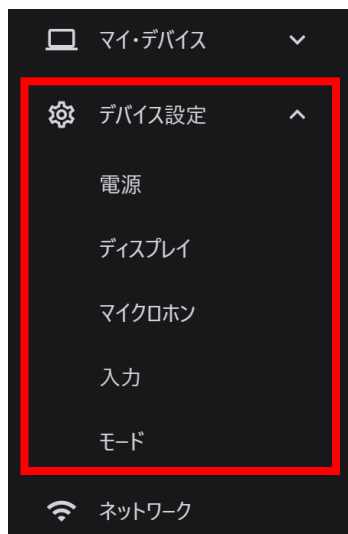 マイ・デバイス
デバイス設定
電源
ディスプレイ
マイクロホン
入力
モード
ネットワーク